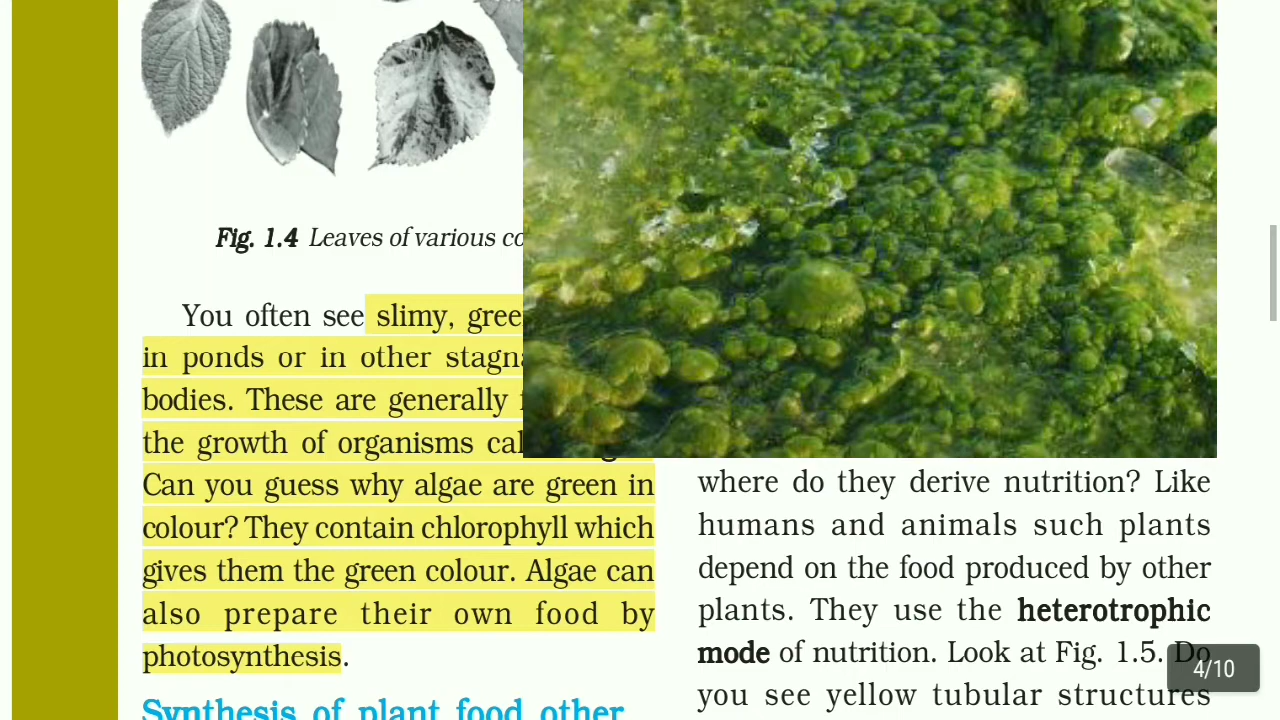 Fig. 1.4 Leaves of various
You often see slimy,
in ponds or in other
bodies. These are generally
the growth of organisms
Can you guess why algae are green in
colour? They contain chlorophyll which
gives them the green colour. Algae can
also prepare their own food by
photosynthesis.
Synthesis of plant food other
where do they derive nutrition? Like
humans and animals such plants
depend on the food produced by other
plants. They use the heterotrophic
mode of nutrition. Look at Fig. 1.5. Do
you see yellow tubular structures
4/10